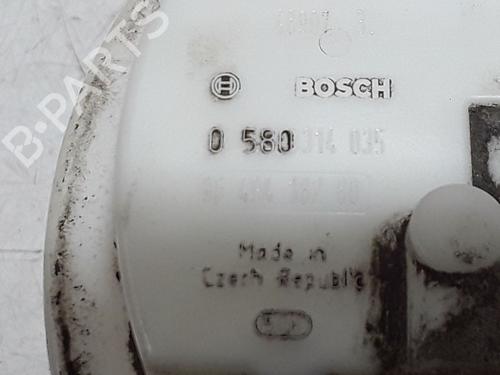 B-PARTS
BOSCH
0 580 314 035
Made in
Czech Republic